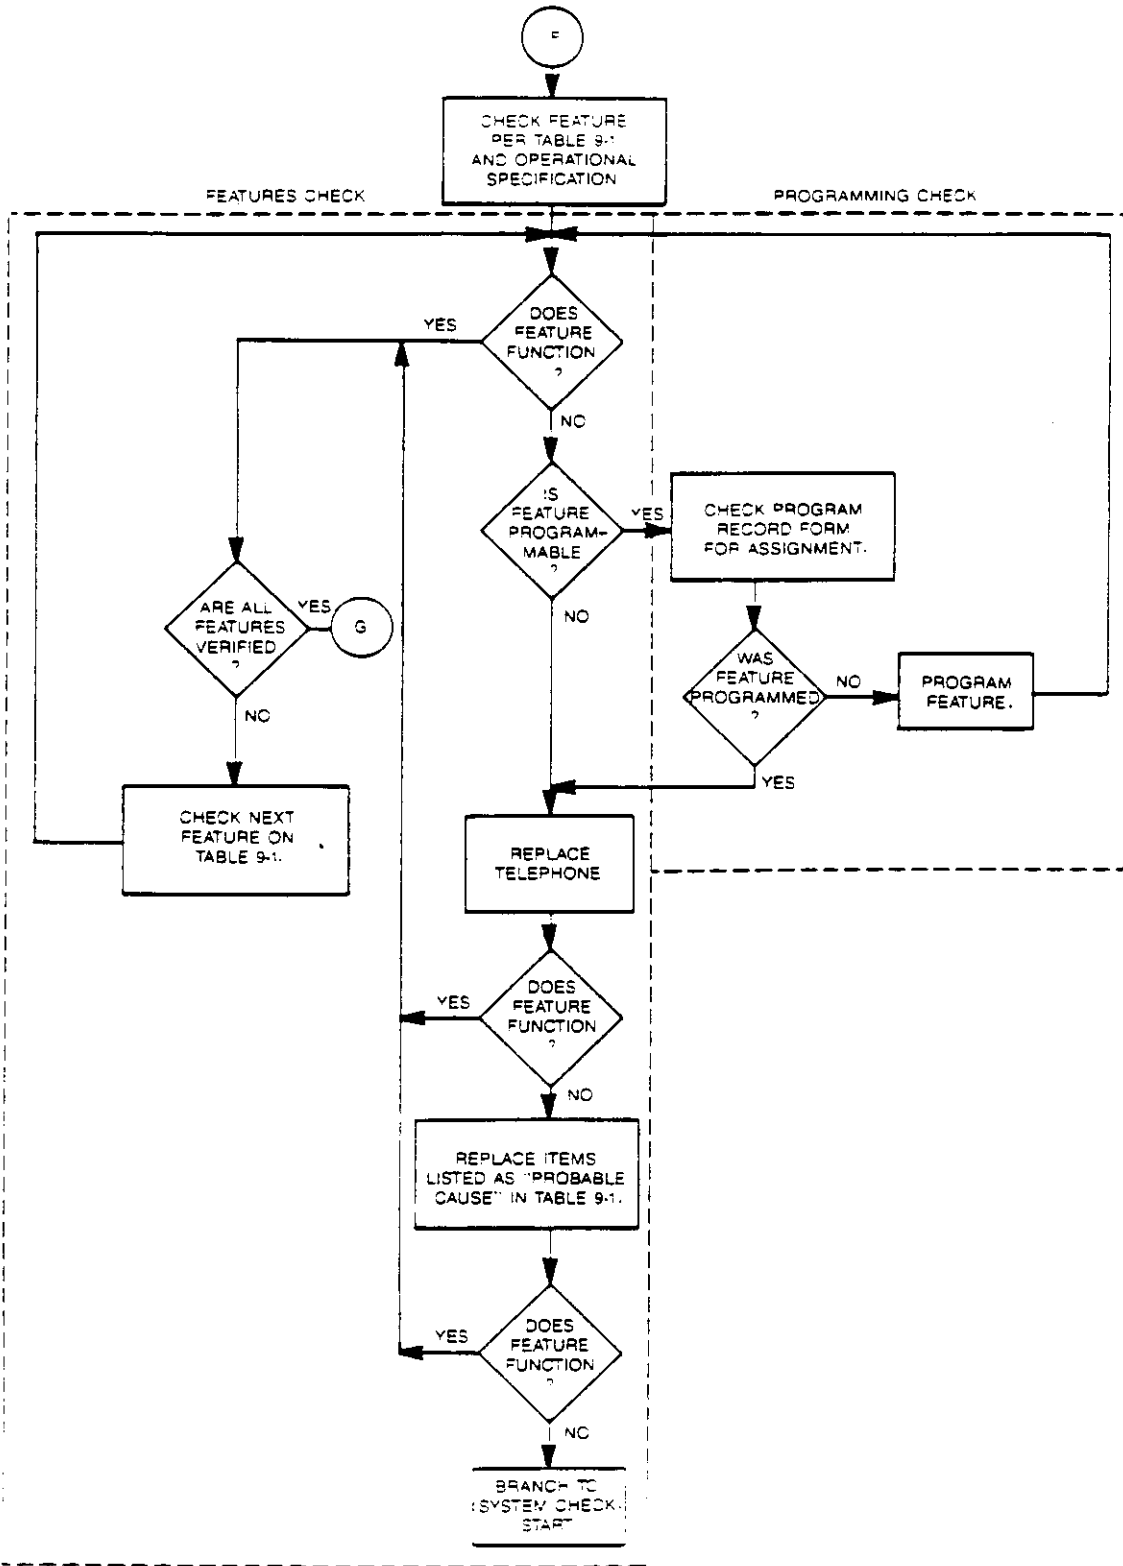 F
CHECK FEATURE
PER TABLE 9-1
AND OPERATIONAL
SPECIFICATION
FEATURES CHECK
PROGRAMMING CHECK
DOES
FEATURE
FUNCTION
?
YES
NO
IS
FEATURE
PROGRAM-
MABLE
?
YES
NO
CHECK PROGRAM
RECORD FORM
FOR ASSIGNMENT.
ARE ALL
FEATURES
VERIFIED
?
YES
G
NO
WAS
FEATURE
PROGRAMMED
?
NO
YES
PROGRAM
FEATURE.
CHECK NEXT
FEATURE ON
TABLE 9-1.
REPLACE
TELEPHONE
DOES
FEATURE
FUNCTION
?
YES
NO
REPLACE ITEMS
LISTED AS "PROBABLE
CAUSE" IN TABLE 9-1.
DOES
FEATURE
FUNCTION
?
YES
NO
BRANCH TO
SYSTEM CHECK-
START